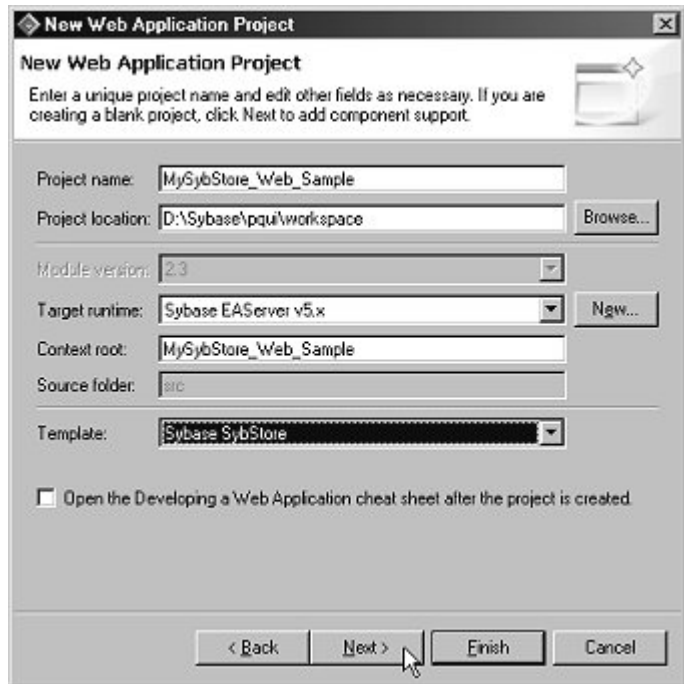 New Web Application Project
New Web Application Project
Enter a unique project name and edit other fields as necessary. If you are
creating a blank project, click Next to add component support.
Project name: MySybStore_Web_Sample
Project location: D:\Sybase\pqui\workspace Browse...
Module version: 2.3
Target runtime: Sybase EAServer v5.x New...
Context root: MySybStore_Web_Sample
Source folder: src
Template: Sybase SybStore
Open the Developing a Web Application cheat sheet after the project is created.
< Back Next > Finish Cancel